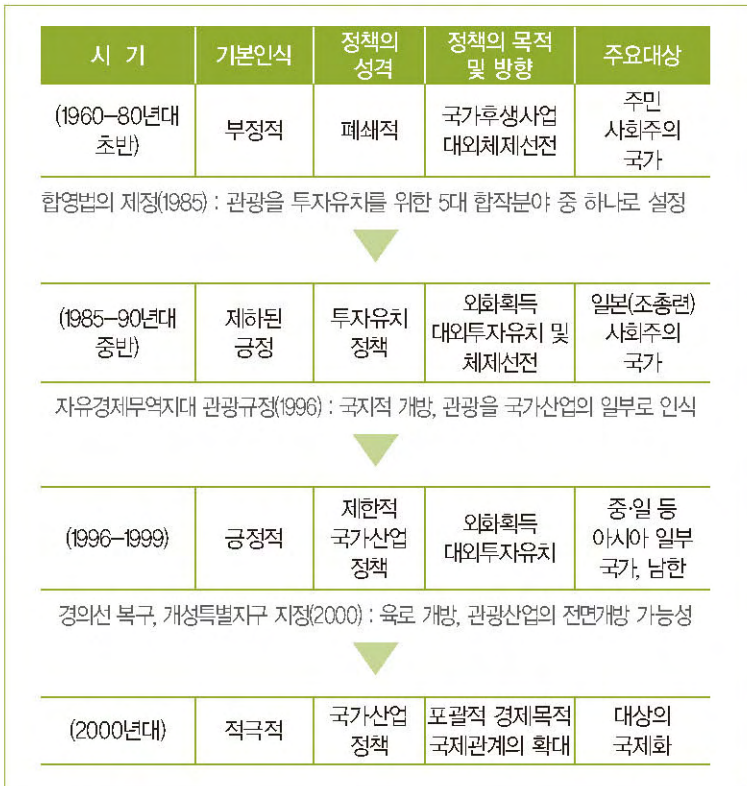 시 기 기본인식 정책의 성격 정책의 목적 및 방향 주요대상
(1960-80년대 초반) 부정적 폐쇄적 국가후생사업 대외체제선전 주민 사회주의 국가
합영법의 제정(1985) : 관광을 투자유치를 위한 5대 합작분야 중 하나로 설정
(1985-90년대 중반) 제하된 긍정 투자유치 정책 외화획득 대외투자유치 및 체제선전 일본(조총련) 사회주의 국가
자유경제무역지대 관광규정(1996) : 국지적 개방, 관광을 국가산업의 일부로 인식
(1996-1999) 긍정적 제한적 국가산업 정책 외화획득 대외투자유치 중·일 등 아시아 일부 국가, 남한
경의선 복구, 개성특별지구 지정(2000) : 육로 개방, 관광산업의 전면개방 가능성
(2000년대) 적극적 국가산업 정책 포괄적 경제목적 국제관계의 확대 대상의 국제화